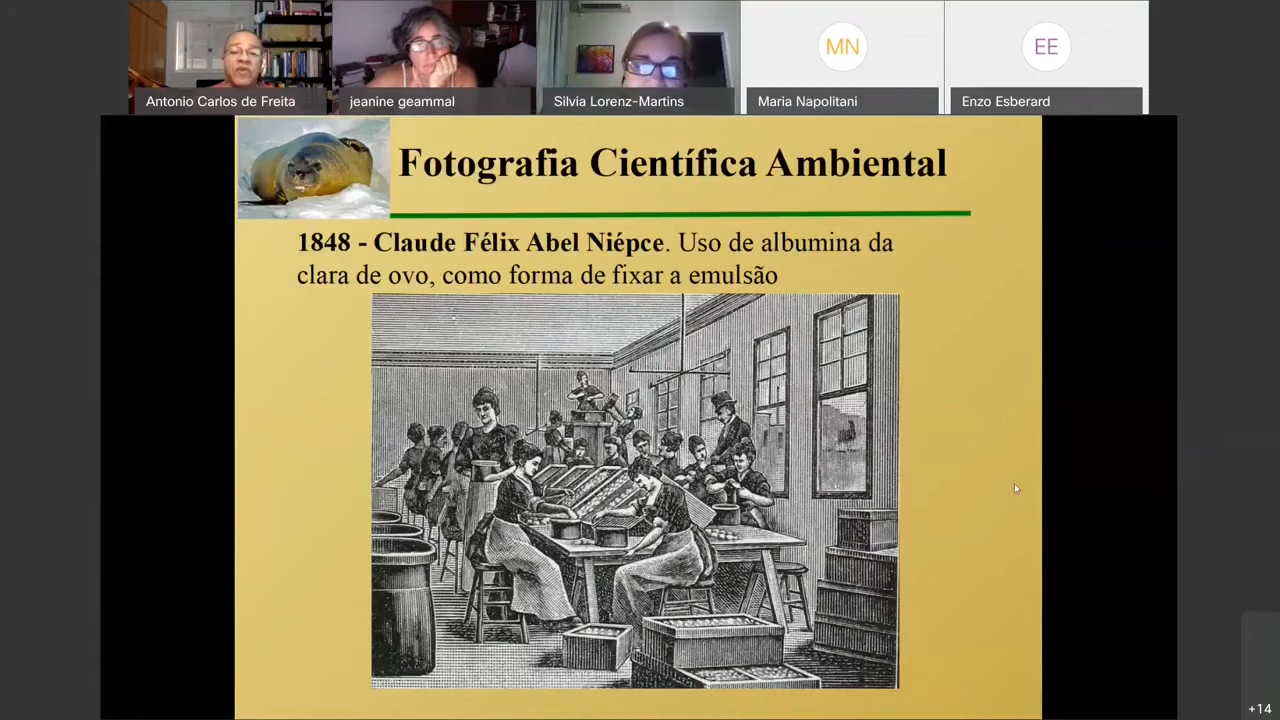 MN
EE
Antonio Carlos de Freita
jeanine geammal
Silvia Lorenz-Martins
Maria Napolitani
Enzo Esberard
Fotografia Científica Ambiental
1848 - Claude Félix Abel Niépce. Uso de albumina da
clara de ovo, como forma de fixar a emulsão
+14